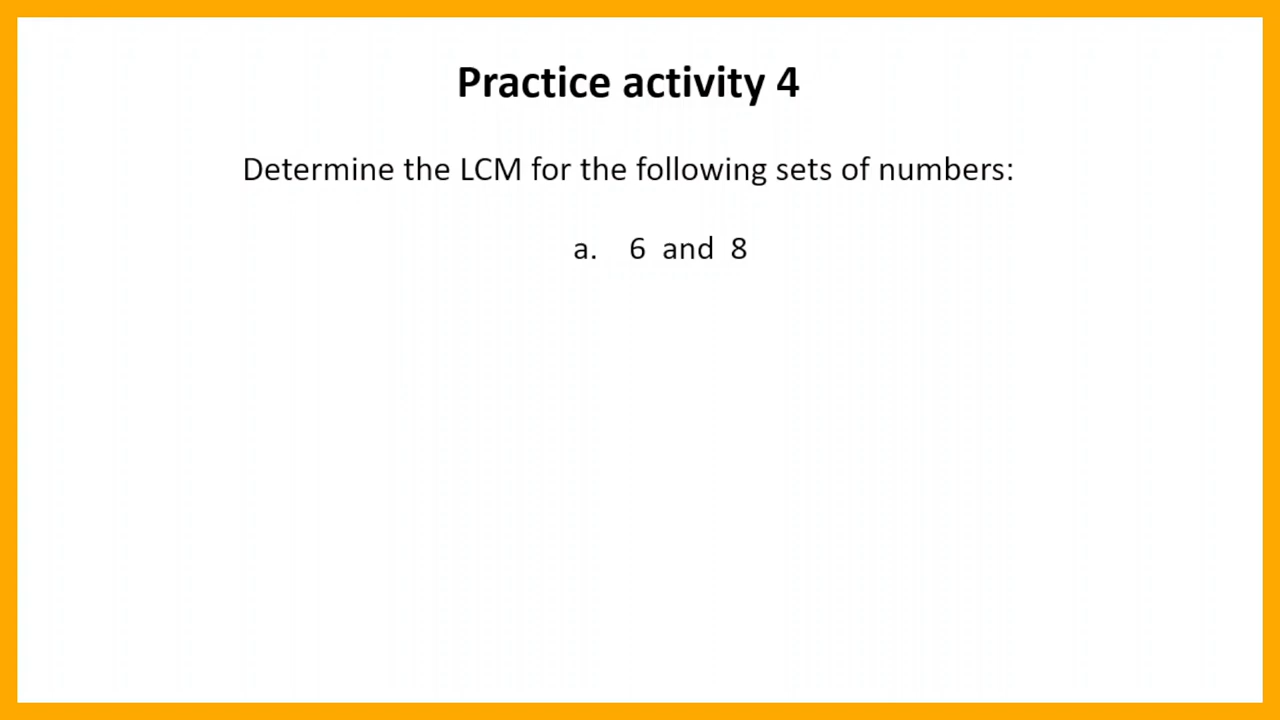 Practice activity 4
Determine the LCM for the following sets of numbers:
a. 6 and 8